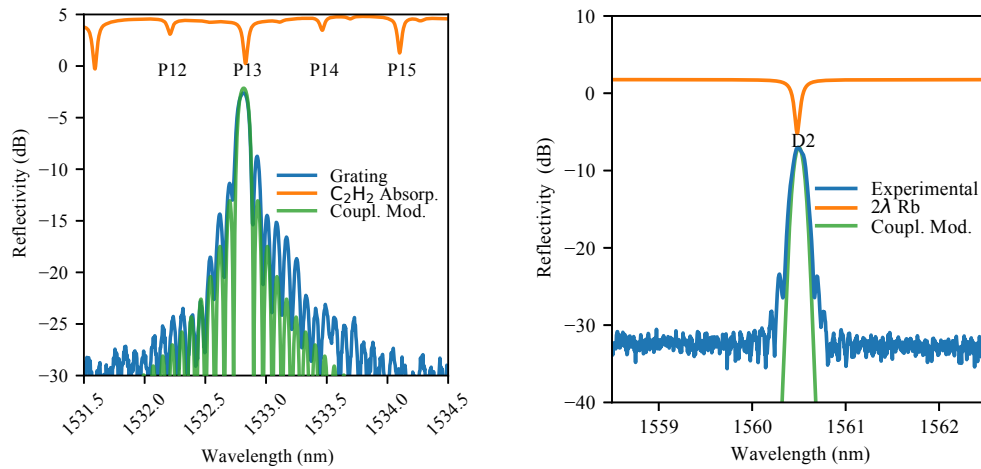 5
0
−5
−10
−15
−20
−25
−30
Reflectivity (dB)
P12
P13
P14
P15
Grating
C₂H₂ Absorp.
Coupl. Mod.
1531.5
1532.0
1532.5
1533.0
1533.5
1534.0
1534.5
Wavelength (nm)
10
0
−10
−20
−30
−40
Reflectivity (dB)
D2
Experimental
2λ Rb
Coupl. Mod.
1559
1560
1561
1562
Wavelength (nm)